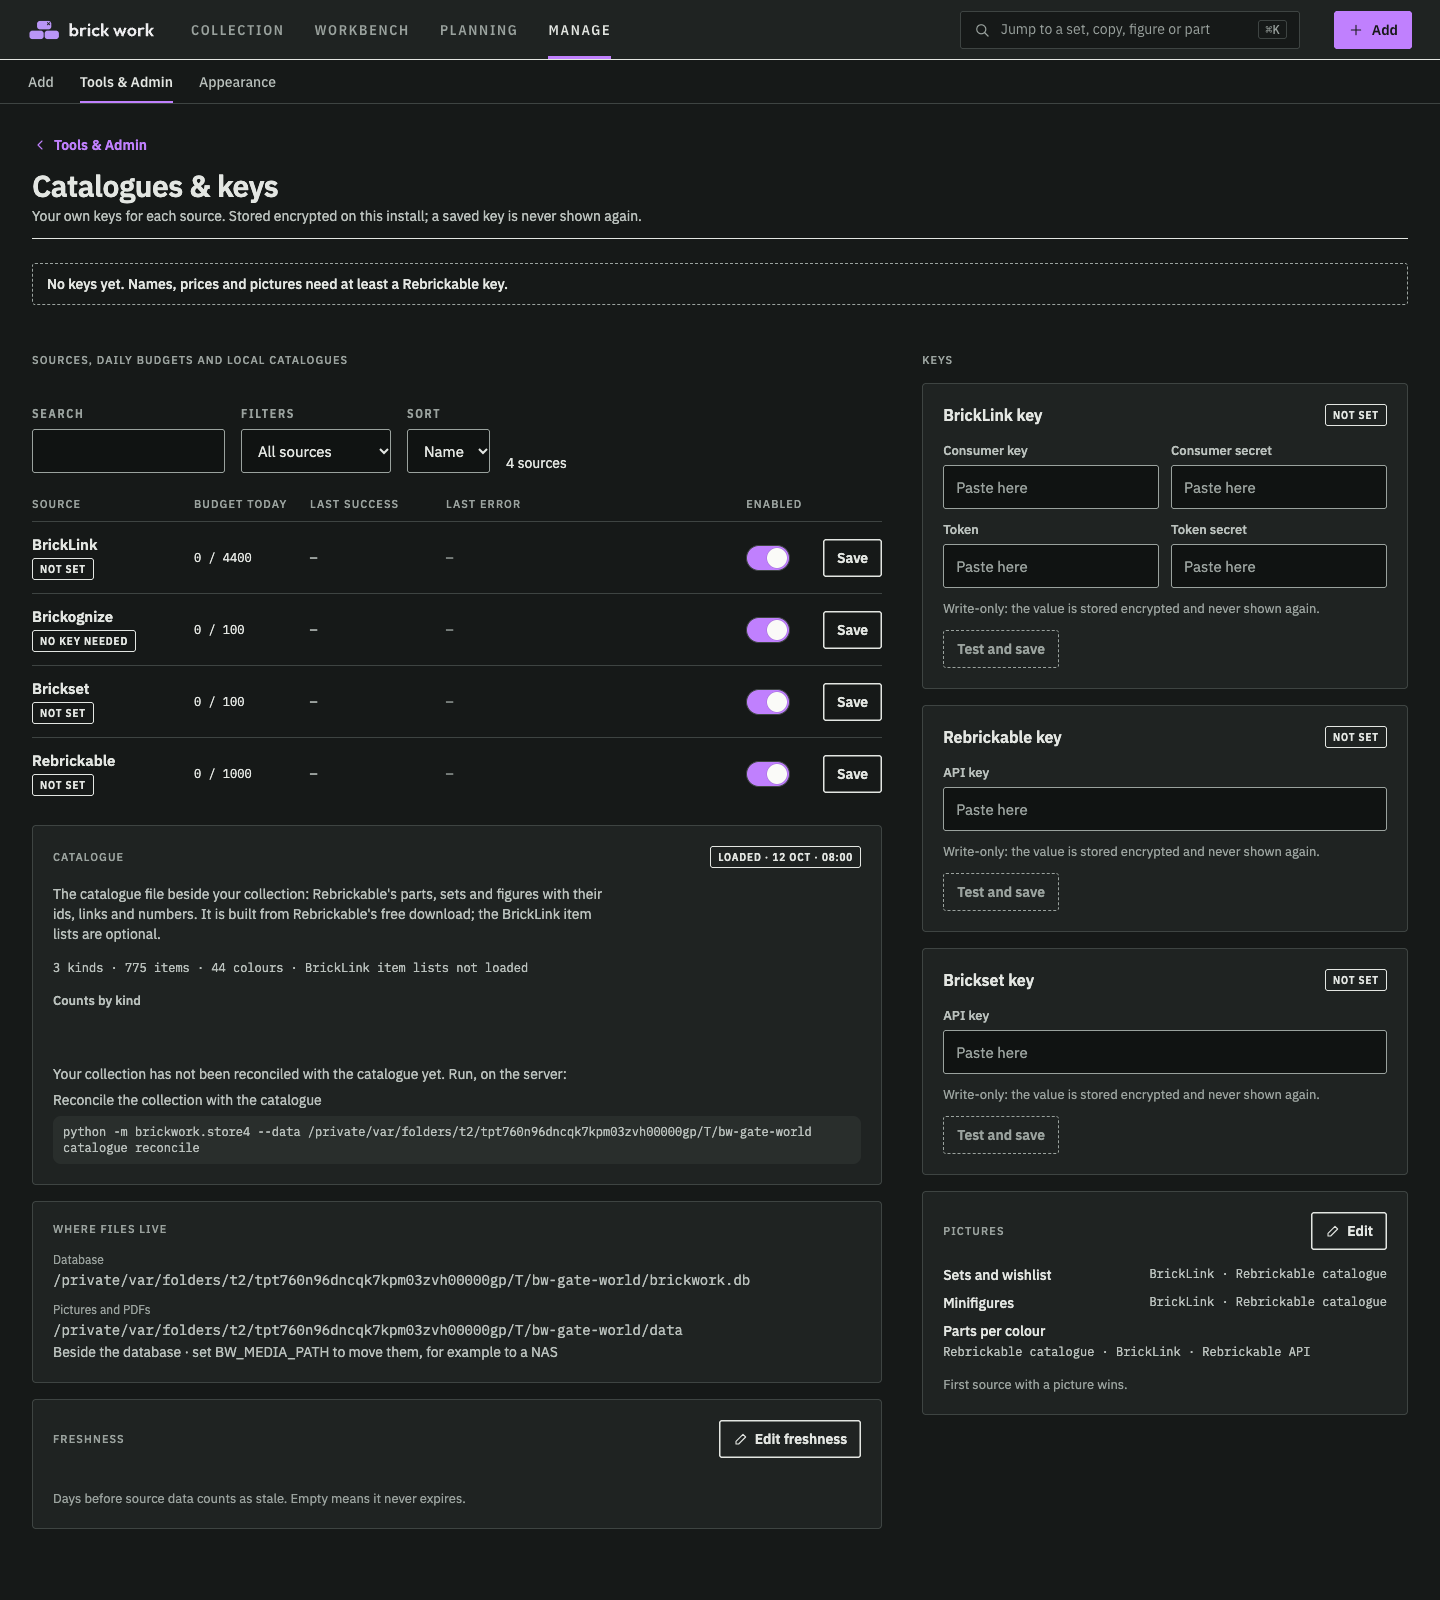 brick work
COLLECTION
WORKBENCH
PLANNING
MANAGE
Jump to a set, copy, figure or part
⌘K
Add
Add
Tools & Admin
Appearance
Tools & Admin
Catalogues & keys
Your own keys for each source. Stored encrypted on this install; a saved key is never shown again.
No keys yet. Names, prices and pictures need at least a Rebrickable key.
SOURCES, DAILY BUDGETS AND LOCAL CATALOGUES
SEARCH
FILTERS
SORT
All sources
Name
4 sources
SOURCE
BUDGET TODAY
LAST SUCCESS
LAST ERROR
ENABLED
BrickLink
NOT SET
0 / 4400
—
—
Save
Brickognize
NO KEY NEEDED
0 / 100
—
—
Save
Brickset
NOT SET
0 / 100
—
—
Save
Rebrickable
NOT SET
0 / 1000
—
—
Save
CATALOGUE
LOADED · 12 OCT · 08:00
The catalogue file beside your collection: Rebrickable's parts, sets and figures with their
ids, links and numbers. It is built from Rebrickable's free download; the BrickLink item
lists are optional.
3 kinds · 775 items · 44 colours · BrickLink item lists not loaded
Counts by kind
Your collection has not been reconciled with the catalogue yet. Run, on the server:
Reconcile the collection with the catalogue
python -m brickwork.store4 --data /private/var/folders/t2/tpt760n96dncqk7kpm03zvh00000gp/T/bw-gate-world
catalogue reconcile
WHERE FILES LIVE
Database
/private/var/folders/t2/tpt760n96dncqk7kpm03zvh00000gp/T/bw-gate-world/brickwork.db
Pictures and PDFs
/private/var/folders/t2/tpt760n96dncqk7kpm03zvh00000gp/T/bw-gate-world/data
Beside the database · set BW_MEDIA_PATH to move them, for example to a NAS
FRESHNESS
Edit freshness
Days before source data counts as stale. Empty means it never expires.
KEYS
BrickLink key
NOT SET
Consumer key
Consumer secret
Paste here
Paste here
Token
Token secret
Paste here
Paste here
Write-only: the value is stored encrypted and never shown again.
Test and save
Rebrickable key
NOT SET
API key
Paste here
Write-only: the value is stored encrypted and never shown again.
Test and save
Brickset key
NOT SET
API key
Paste here
Write-only: the value is stored encrypted and never shown again.
Test and save
PICTURES
Edit
Sets and wishlist
BrickLink · Rebrickable catalogue
Minifigures
BrickLink · Rebrickable catalogue
Parts per colour
Rebrickable catalogue · BrickLink · Rebrickable API
First source with a picture wins.